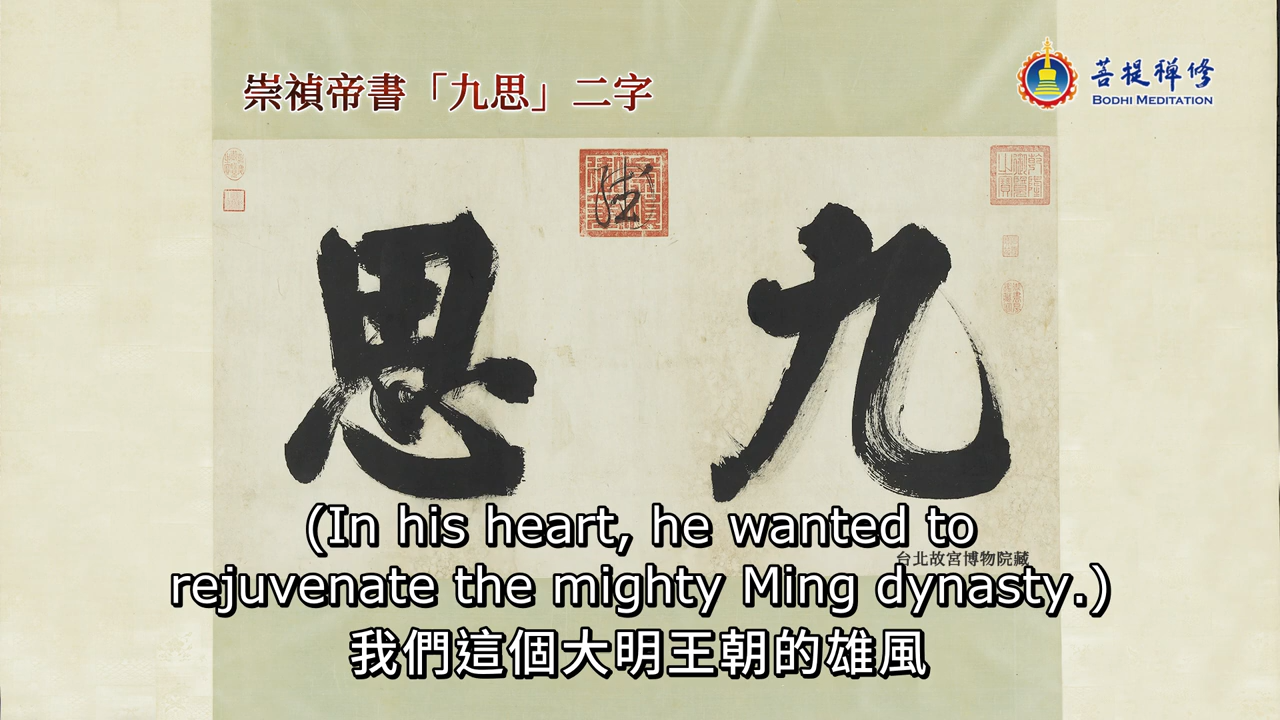 崇禎帝書「九思」二字
菩提禪修
BODHI MEDITATION
九思
台北故宮博物院藏
(In his heart, he wanted to
rejuvenate the mighty Ming dynasty.)
我們這個大明王朝的雄風